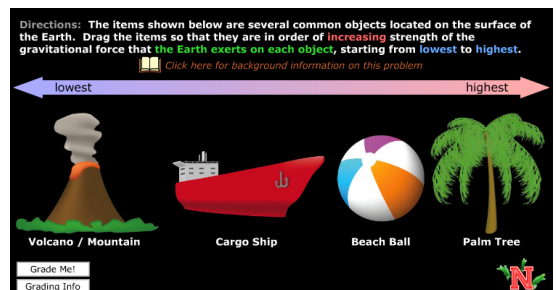 Directions: The items shown below are several common objects located on the surface of
the Earth. Drag the items so that they are in order of increasing strength of the
gravitational force that the Earth exerts on each object, starting from lowest to highest.
Click here for background information on this problem
lowest highest
Volcano / Mountain Cargo Ship Beach Ball Palm Tree
Grade Me!
Grading Info
N